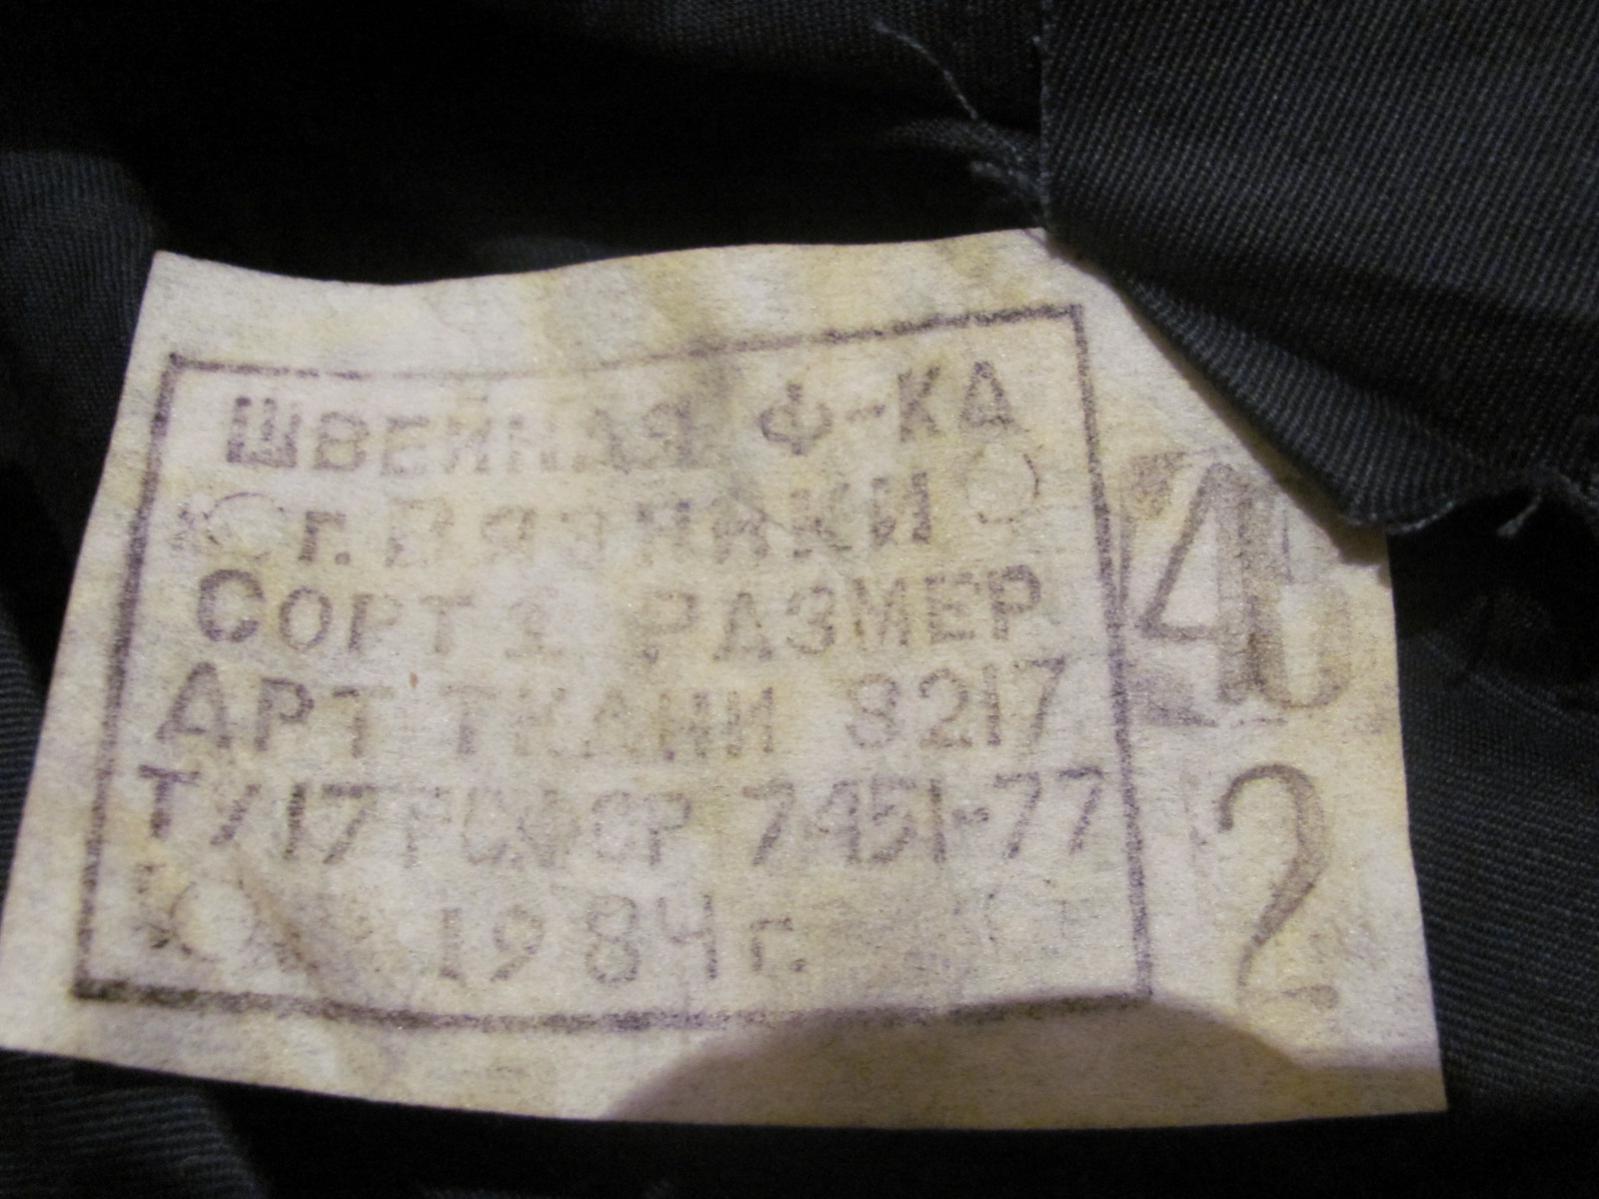 ШВЕЙНАЯ Ф-КА
г. ВЯЗНИКИ
СОРТ 1 РАЗМЕР
АРТ ТКАНИ 8217
ТУ 17 РСФСР 7451-77
1984 г.
2